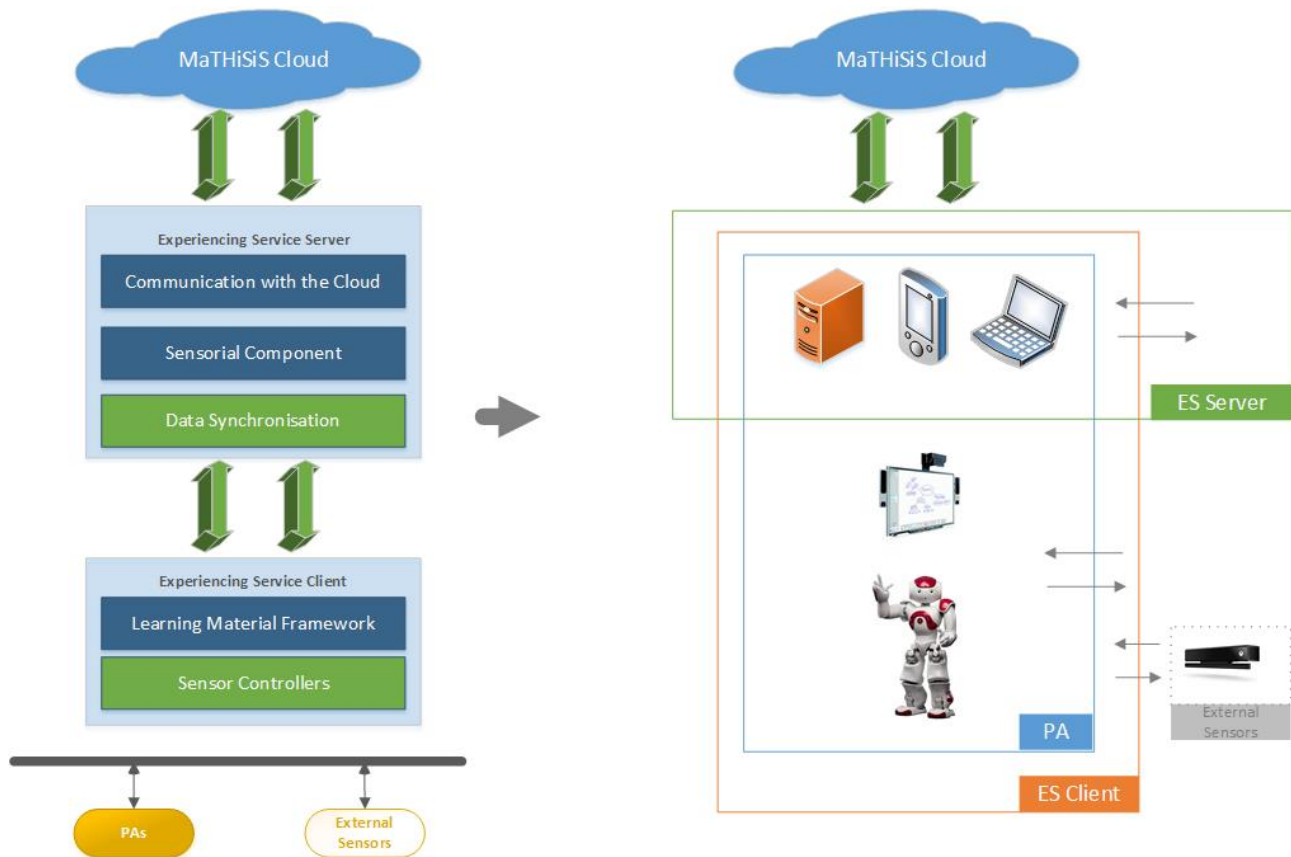 MaTHiSiS Cloud
Experiencing Service Server
Communication with the Cloud
Sensorial Component
Data Synchronisation
Experiencing Service Client
Learning Material Framework
Sensor Controllers
PAs
External
Sensors
MaTHiSiS Cloud
ES Server
PA
ES Client
External
Sensors